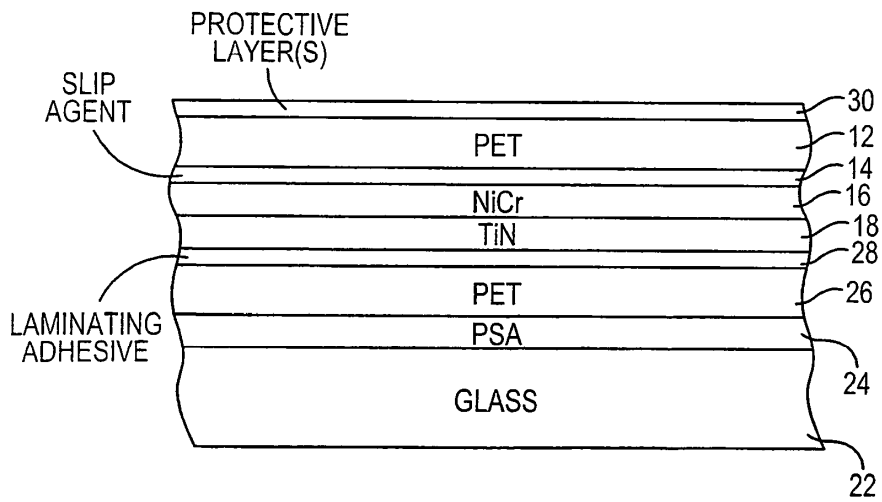 PROTECTIVE
LAYER(S)
SLIP
AGENT
30
PET
12
14
NiCr
16
TiN
18
28
PET
26
LAMINATING
ADHESIVE
PSA
24
GLASS
22